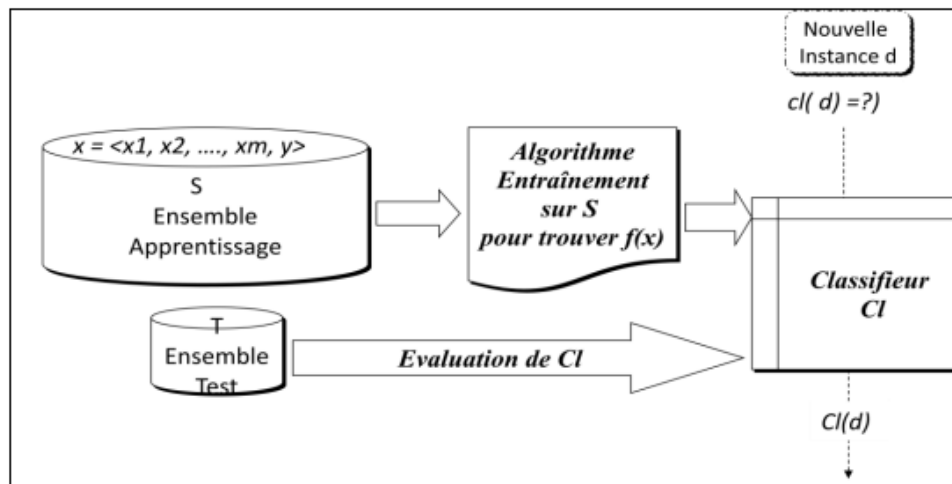 Nouvelle
Instance d
cl( d) =?)
x = <x1, x2, ...., xm, y>
S
Ensemble
Apprentissage
Algorithme
Entraînement
sur S
pour trouver f(x)
Classifieur
Cl
T
Ensemble
Test
Evaluation de Cl
Cl(d)